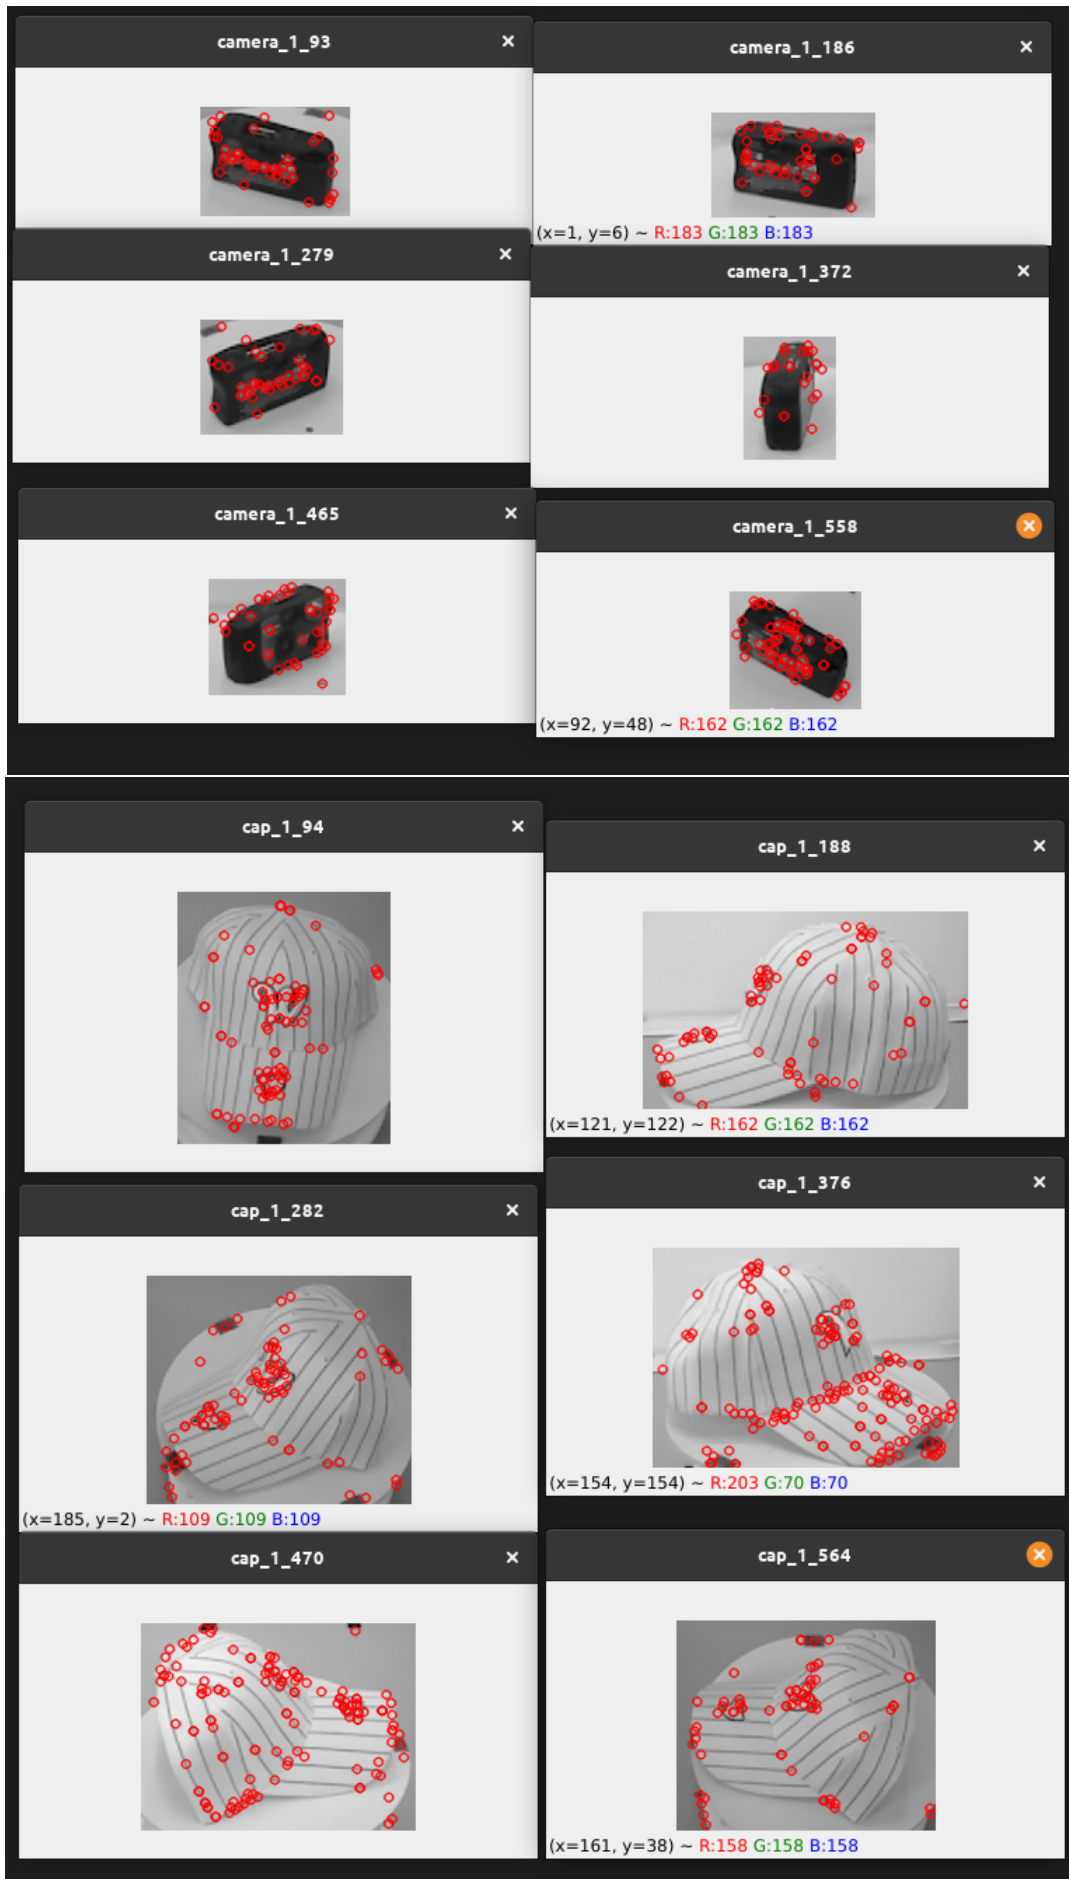 camera_1_93
camera_1_186
(x=1, y=6) ~ R:183 G:183 B:183
camera_1_279
camera_1_372
camera_1_465
camera_1_558
(x=92, y=48) ~ R:162 G:162 B:162
cap_1_94
cap_1_188
(x=121, y=122) ~ R:162 G:162 B:162
cap_1_282
cap_1_376
(x=185, y=2) ~ R:109 G:109 B:109
(x=154, y=154) ~ R:203 G:70 B:70
cap_1_470
cap_1_564
(x=161, y=38) ~ R:158 G:158 B:158